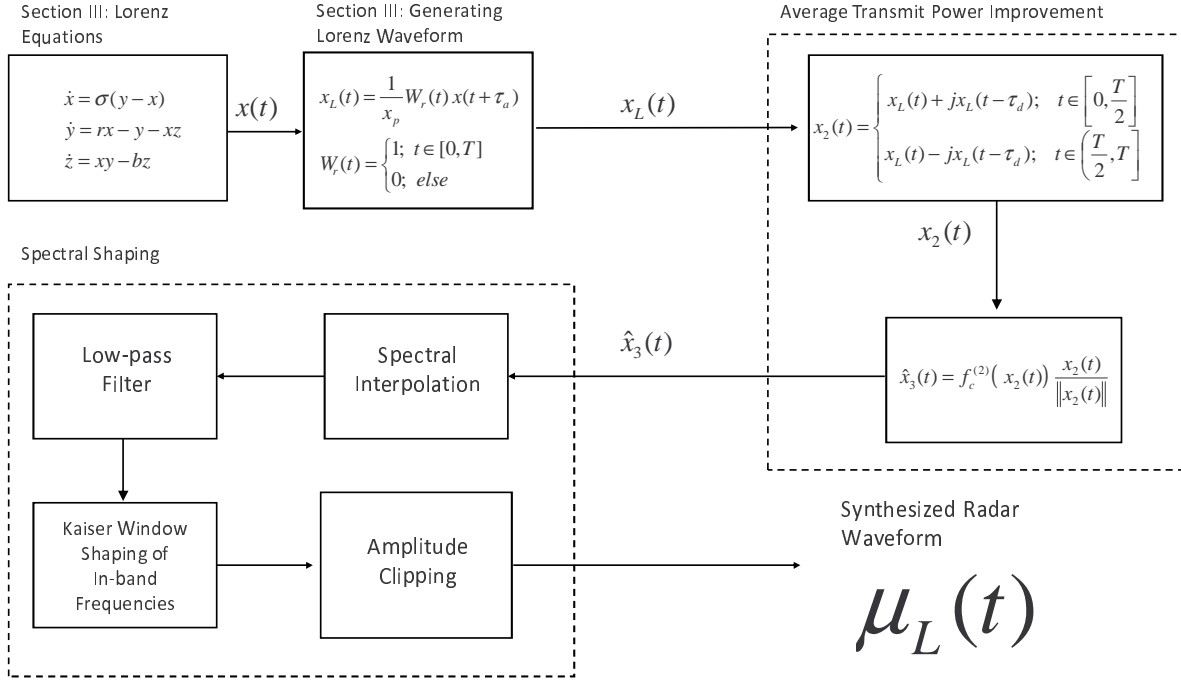 Section III: Lorenz
Equations
ẋ = σ(y − x)
ẏ = rx − y − xz
ż = xy − bz
x(t)
Section III: Generating
Lorenz Waveform
x_L(t) = 1/x_p W_r(t) x(t + τ_a)
W_r(t) = { 1; t ∈ [0, T]
0; else
x_L(t)
Average Transmit Power Improvement
x_2(t) = { x_L(t) + jx_L(t − τ_d); t ∈ [0, T/2]
x_L(t) − jx_L(t − τ_d); t ∈ (T/2, T]
x_2(t)
x̂_3(t) = f_c^(2)( x_2(t) ) x_2(t)/‖x_2(t)‖
x̂_3(t)
Spectral Shaping
Spectral
Interpolation
Low-pass
Filter
Kaiser Window
Shaping of
In-band
Frequencies
Amplitude
Clipping
Synthesized Radar
Waveform
μ_L(t)